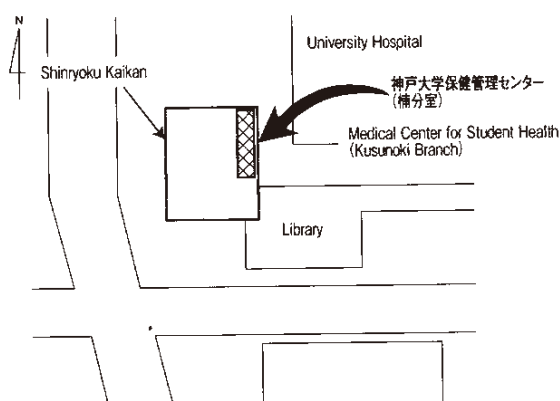 N
University Hospital
Shinryoku Kaikan
神戸大学保健管理センター
(楠分室)
Medical Center for Student Health
(Kusunoki Branch)
Library